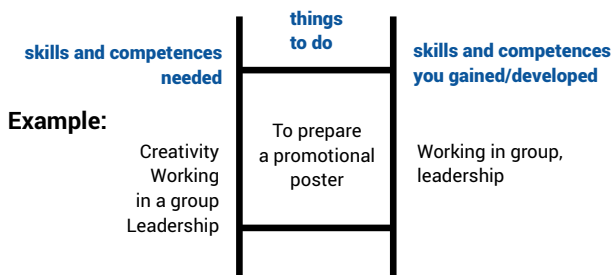 things
to do
skills and competences
needed
skills and competences
you gained/developed
Example:
Creativity
Working
in a group
Leadership
To prepare
a promotional
poster
Working in group,
leadership